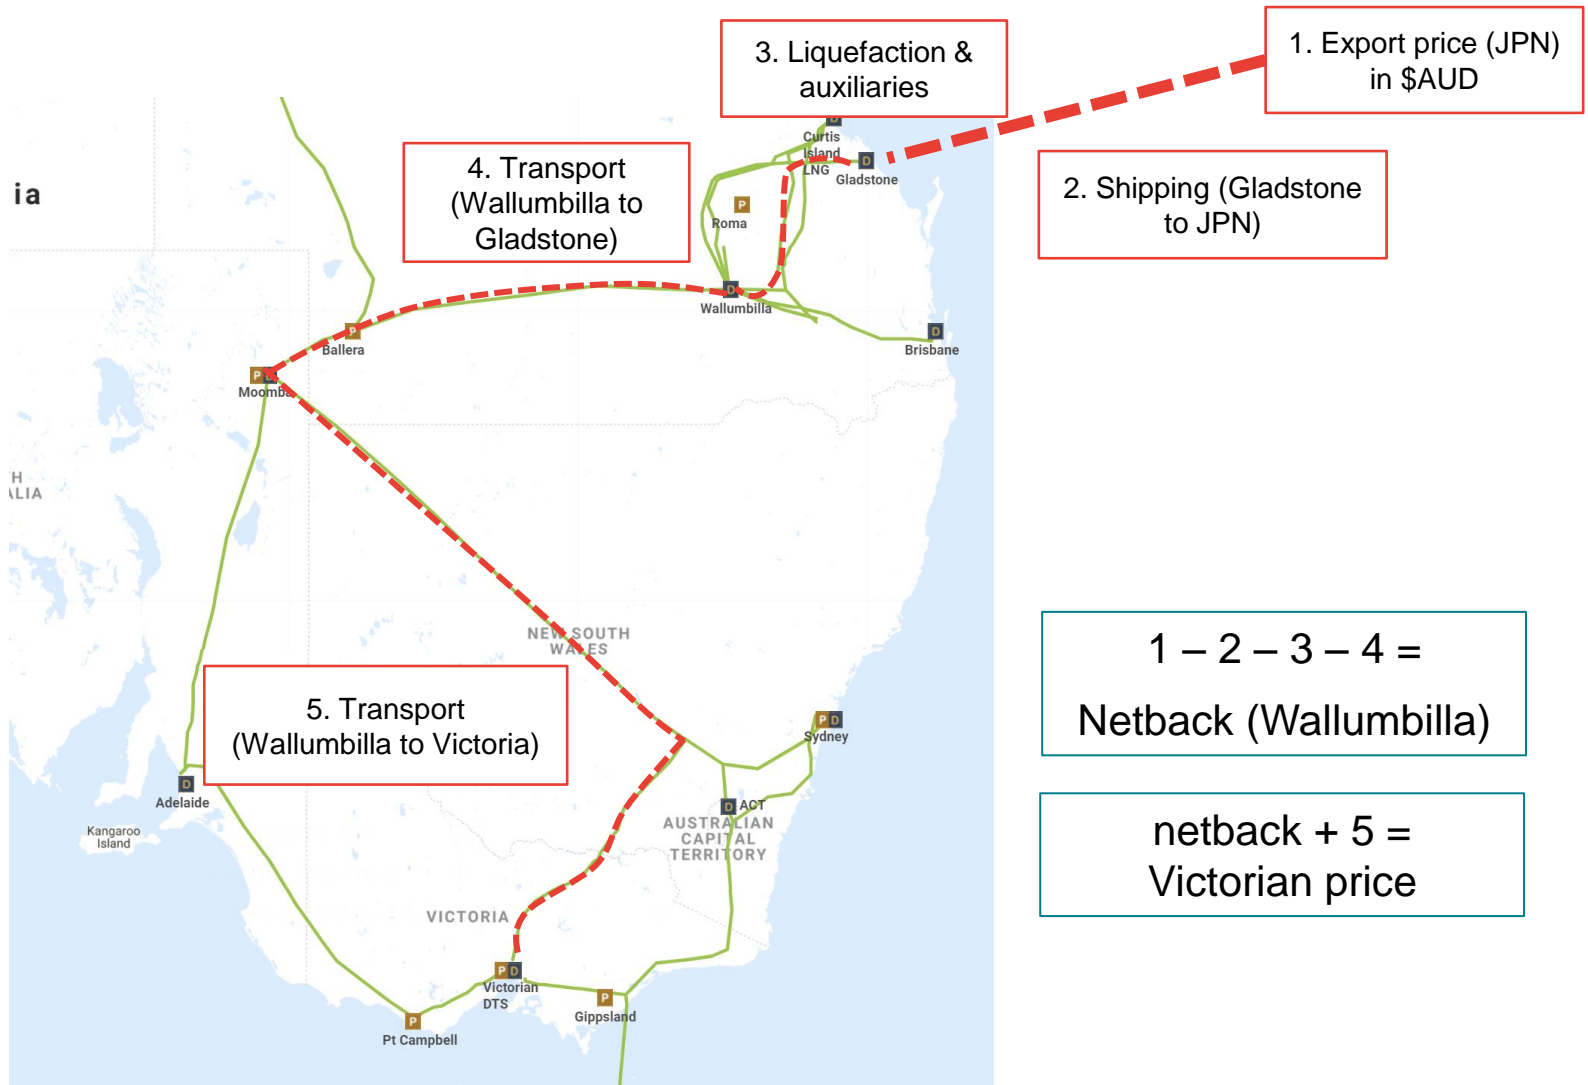 1. Export price (JPN)
in $AUD
3. Liquefaction &
auxiliaries
D
Curtis
Island
LNG
D
Gladstone
4. Transport
(Wallumbilla to
Gladstone)
2. Shipping (Gladstone
to JPN)
ia
P
Roma
D
Wallumbilla
P
Ballera
D
Brisbane
P D
Moomba
H
ALIA
NEW SOUTH
WALES
1 – 2 – 3 – 4 =
Netback (Wallumbilla)
5. Transport
(Wallumbilla to Victoria)
P D
Sydney
D
Adelaide
D ACT
AUSTRALIAN
CAPITAL
TERRITORY
Kangaroo
Island
netback + 5 =
Victorian price
VICTORIA
P D
Victorian
DTS
P
Gippsland
P
Pt Campbell